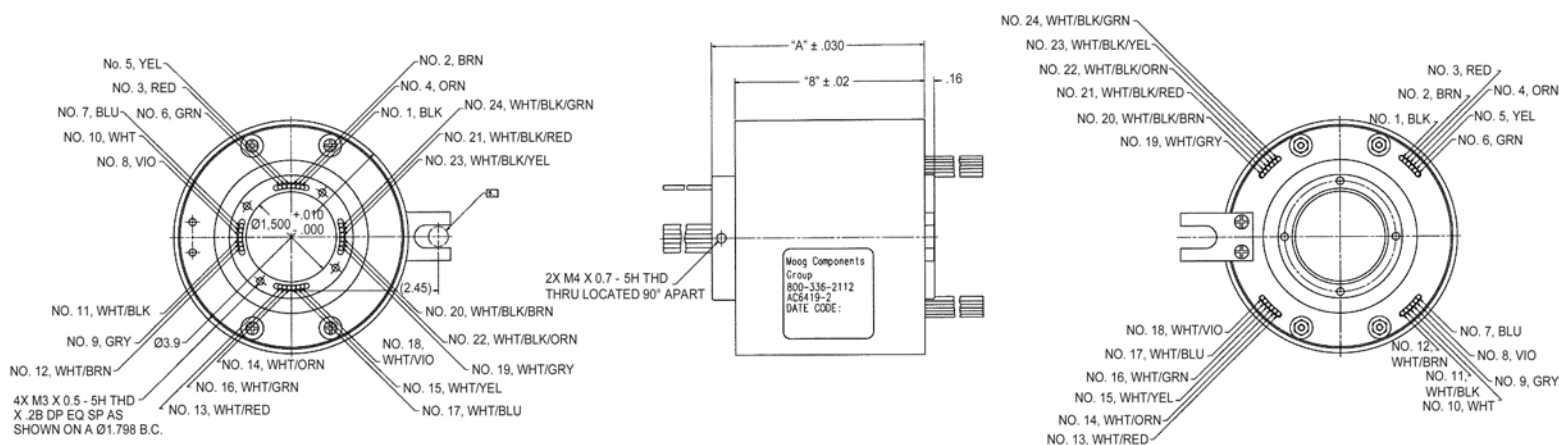 No. 5, YEL
NO. 3, RED
NO. 7, BLU
NO. 6, GRN
NO. 10, WHT
NO. 8, VIO
NO. 2, BRN
NO. 4, ORN
NO. 24, WHT/BLK/GRN
NO. 1, BLK
NO. 21, WHT/BLK/RED
NO. 23, WHT/BLK/YEL
Ø1,500 +.010
- .000
(2.45)
NO. 11, WHT/BLK
NO. 9, GRY
Ø3.9
NO. 12, WHT/BRN
NO. 14, WHT/ORN
NO. 16, WHT/GRN
NO. 13, WHT/RED
4X M3 X 0.5 - 5H THD
X .2B DP EQ SP AS
SHOWN ON A Ø1.798 B.C.
NO. 20, WHT/BLK/BRN
NO. 18,
WHT/VIO
NO. 22, WHT/BLK/ORN
NO. 19, WHT/GRY
NO. 15, WHT/YEL
NO. 17, WHT/BLU
"A" ± .030
"8" ± .02
.16
2X M4 X 0.7 - 5H THD
THRU LOCATED 90° APART
Moog Components
Group
800-336-2112
AC6419-2
DATE CODE:
NO. 24, WHT/BLK/GRN
NO. 23, WHT/BLK/YEL
NO. 22, WHT/BLK/ORN
NO. 21, WHT/BLK/RED
NO. 20, WHT/BLK/BRN
NO. 19, WHT/GRY
NO. 3, RED
NO. 2, BRN
NO. 4, ORN
NO. 1, BLK
NO. 5, YEL
NO. 6, GRN
NO. 18, WHT/VIO
NO. 17, WHT/BLU
NO. 16, WHT/GRN
NO. 15, WHT/YEL
NO. 14, WHT/ORN
NO. 13, WHT/RED
NO. 7, BLU
NO. 8, VIO
NO. 9, GRY
NO. 12,
WHT/BRN
NO. 11,
WHT/BLK
NO. 10, WHT